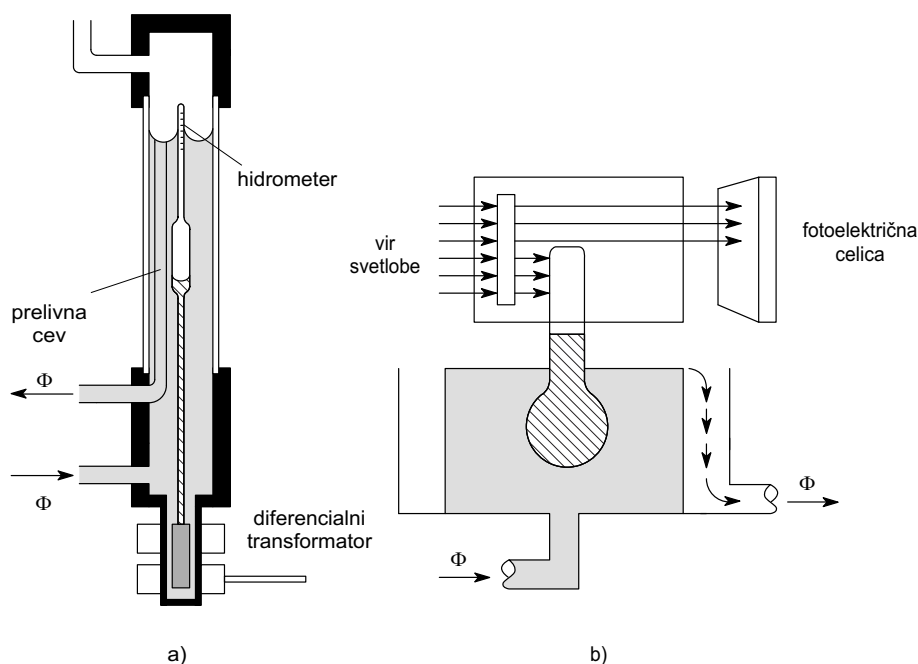 hidrometer
prelivna
cev
Φ
Φ
diferencialni
transformator
a)
vir
svetlobe
fotoelektrična
celica
Φ
Φ
b)